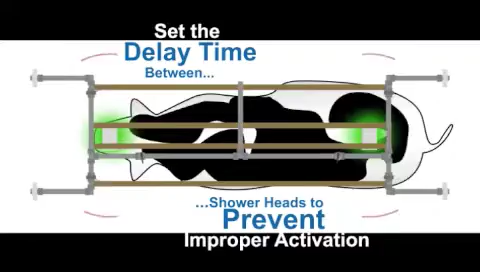 Set the
Delay Time
Between...
...Shower Heads to
Prevent
Improper Activation